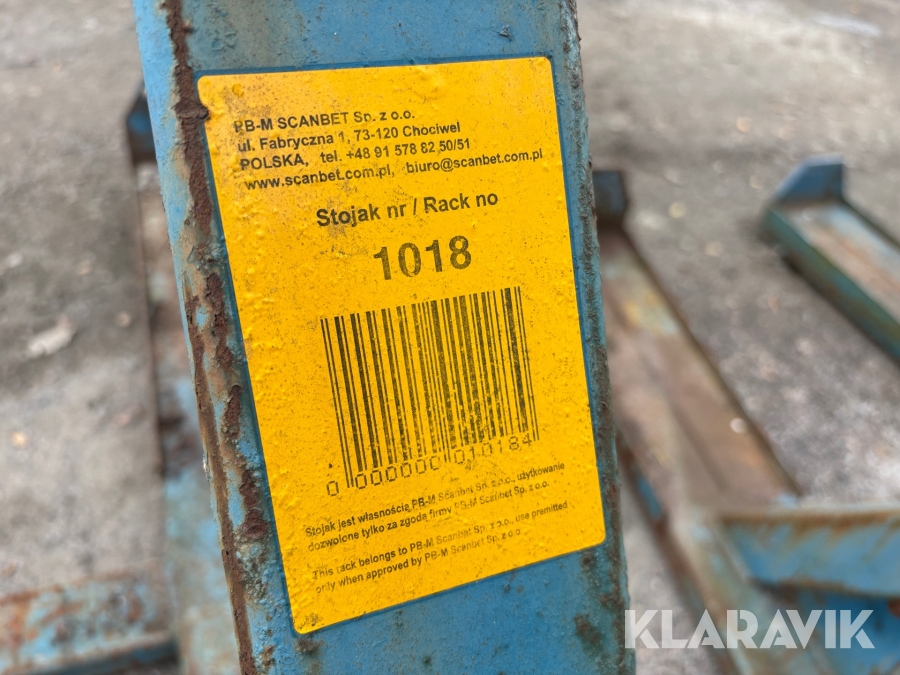 PB-M SCANBET Sp. z o.o.
ul. Fabryczna 1, 73-120 Chociwel
POLSKA, tel. +48 91 578 82 50/51
www.scanbet.com.pl, biuro@scanbet.com.pl
Stojak nr / Rack no
1018
0 000000 010184
Stojak jest własnością PB-M Scanbet Sp. z o.o., użytkowanie
dozwolone tylko za zgodą firmy PB-M Scanbet Sp. z o.o.
This rack belongs to PB-M Scanbet Sp. z o.o., use premitted
only when approved by PB-M Scanbet Sp. z o.o.
KLARAVIK